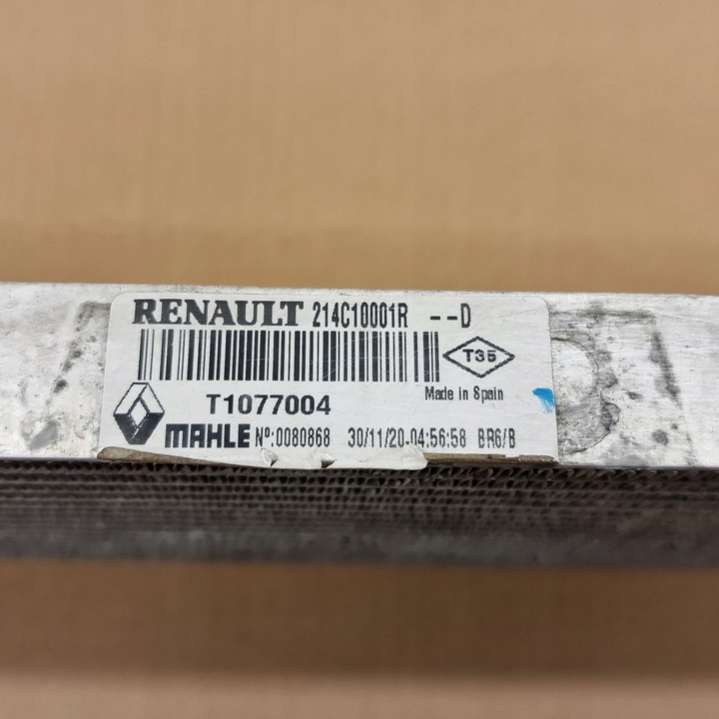 RENAULT 214C10001R --D
T35
T1077004
Made in Spain
MAHLE Nº:0080868 30/11/20-04:56:58 BR6/B